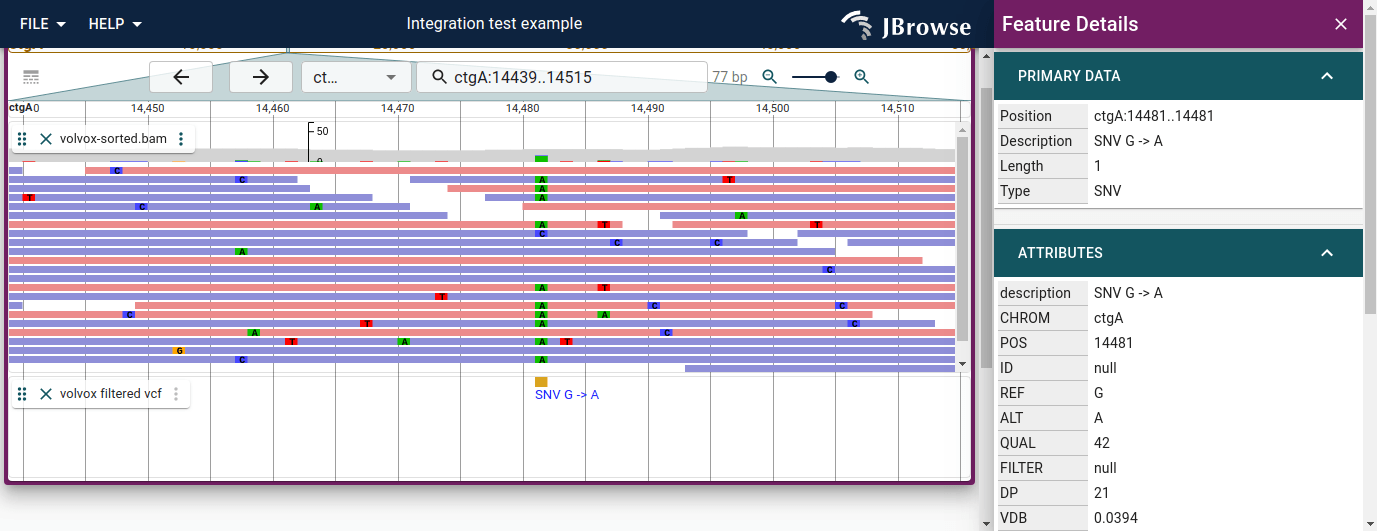 FILE HELP Integration test example JBrowse
ct... ctgA:14439..14515 77 bp
ctgA 0 14,450 14,460 14,470 14,480 14,490 14,500 14,510
volvox-sorted.bam 50
0
C
C A T
A
T A
C A
A
A T T
C
C C
A
C
A T
T
A C C
C A A
T A C
A C
T A A T
G
C A
volvox filtered vcf
SNV G -> A
Feature Details
PRIMARY DATA
Position ctgA:14481..14481
Description SNV G -> A
Length 1
Type SNV
ATTRIBUTES
description SNV G -> A
CHROM ctgA
POS 14481
ID null
REF G
ALT A
QUAL 42
FILTER null
DP 21
VDB 0.0394